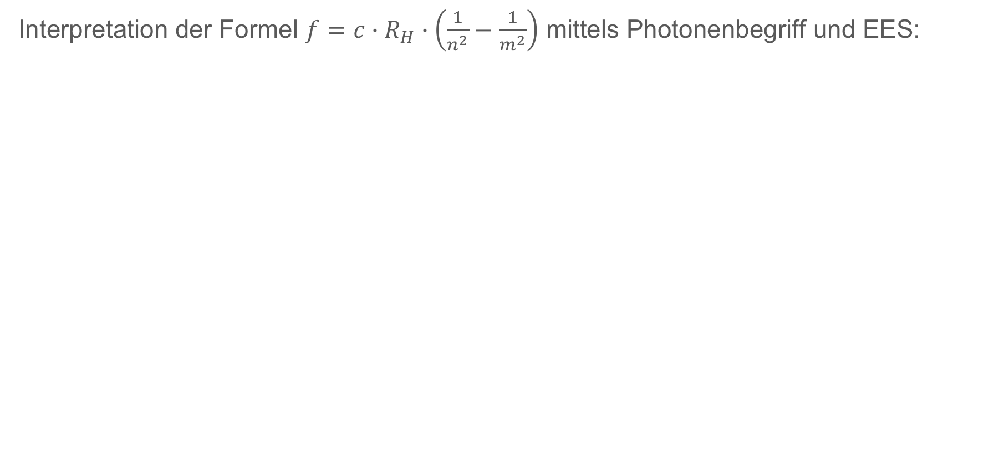 Interpretation der Formel f = c · R_H · (1/n² − 1/m²) mittels Photonenbegriff und EES: